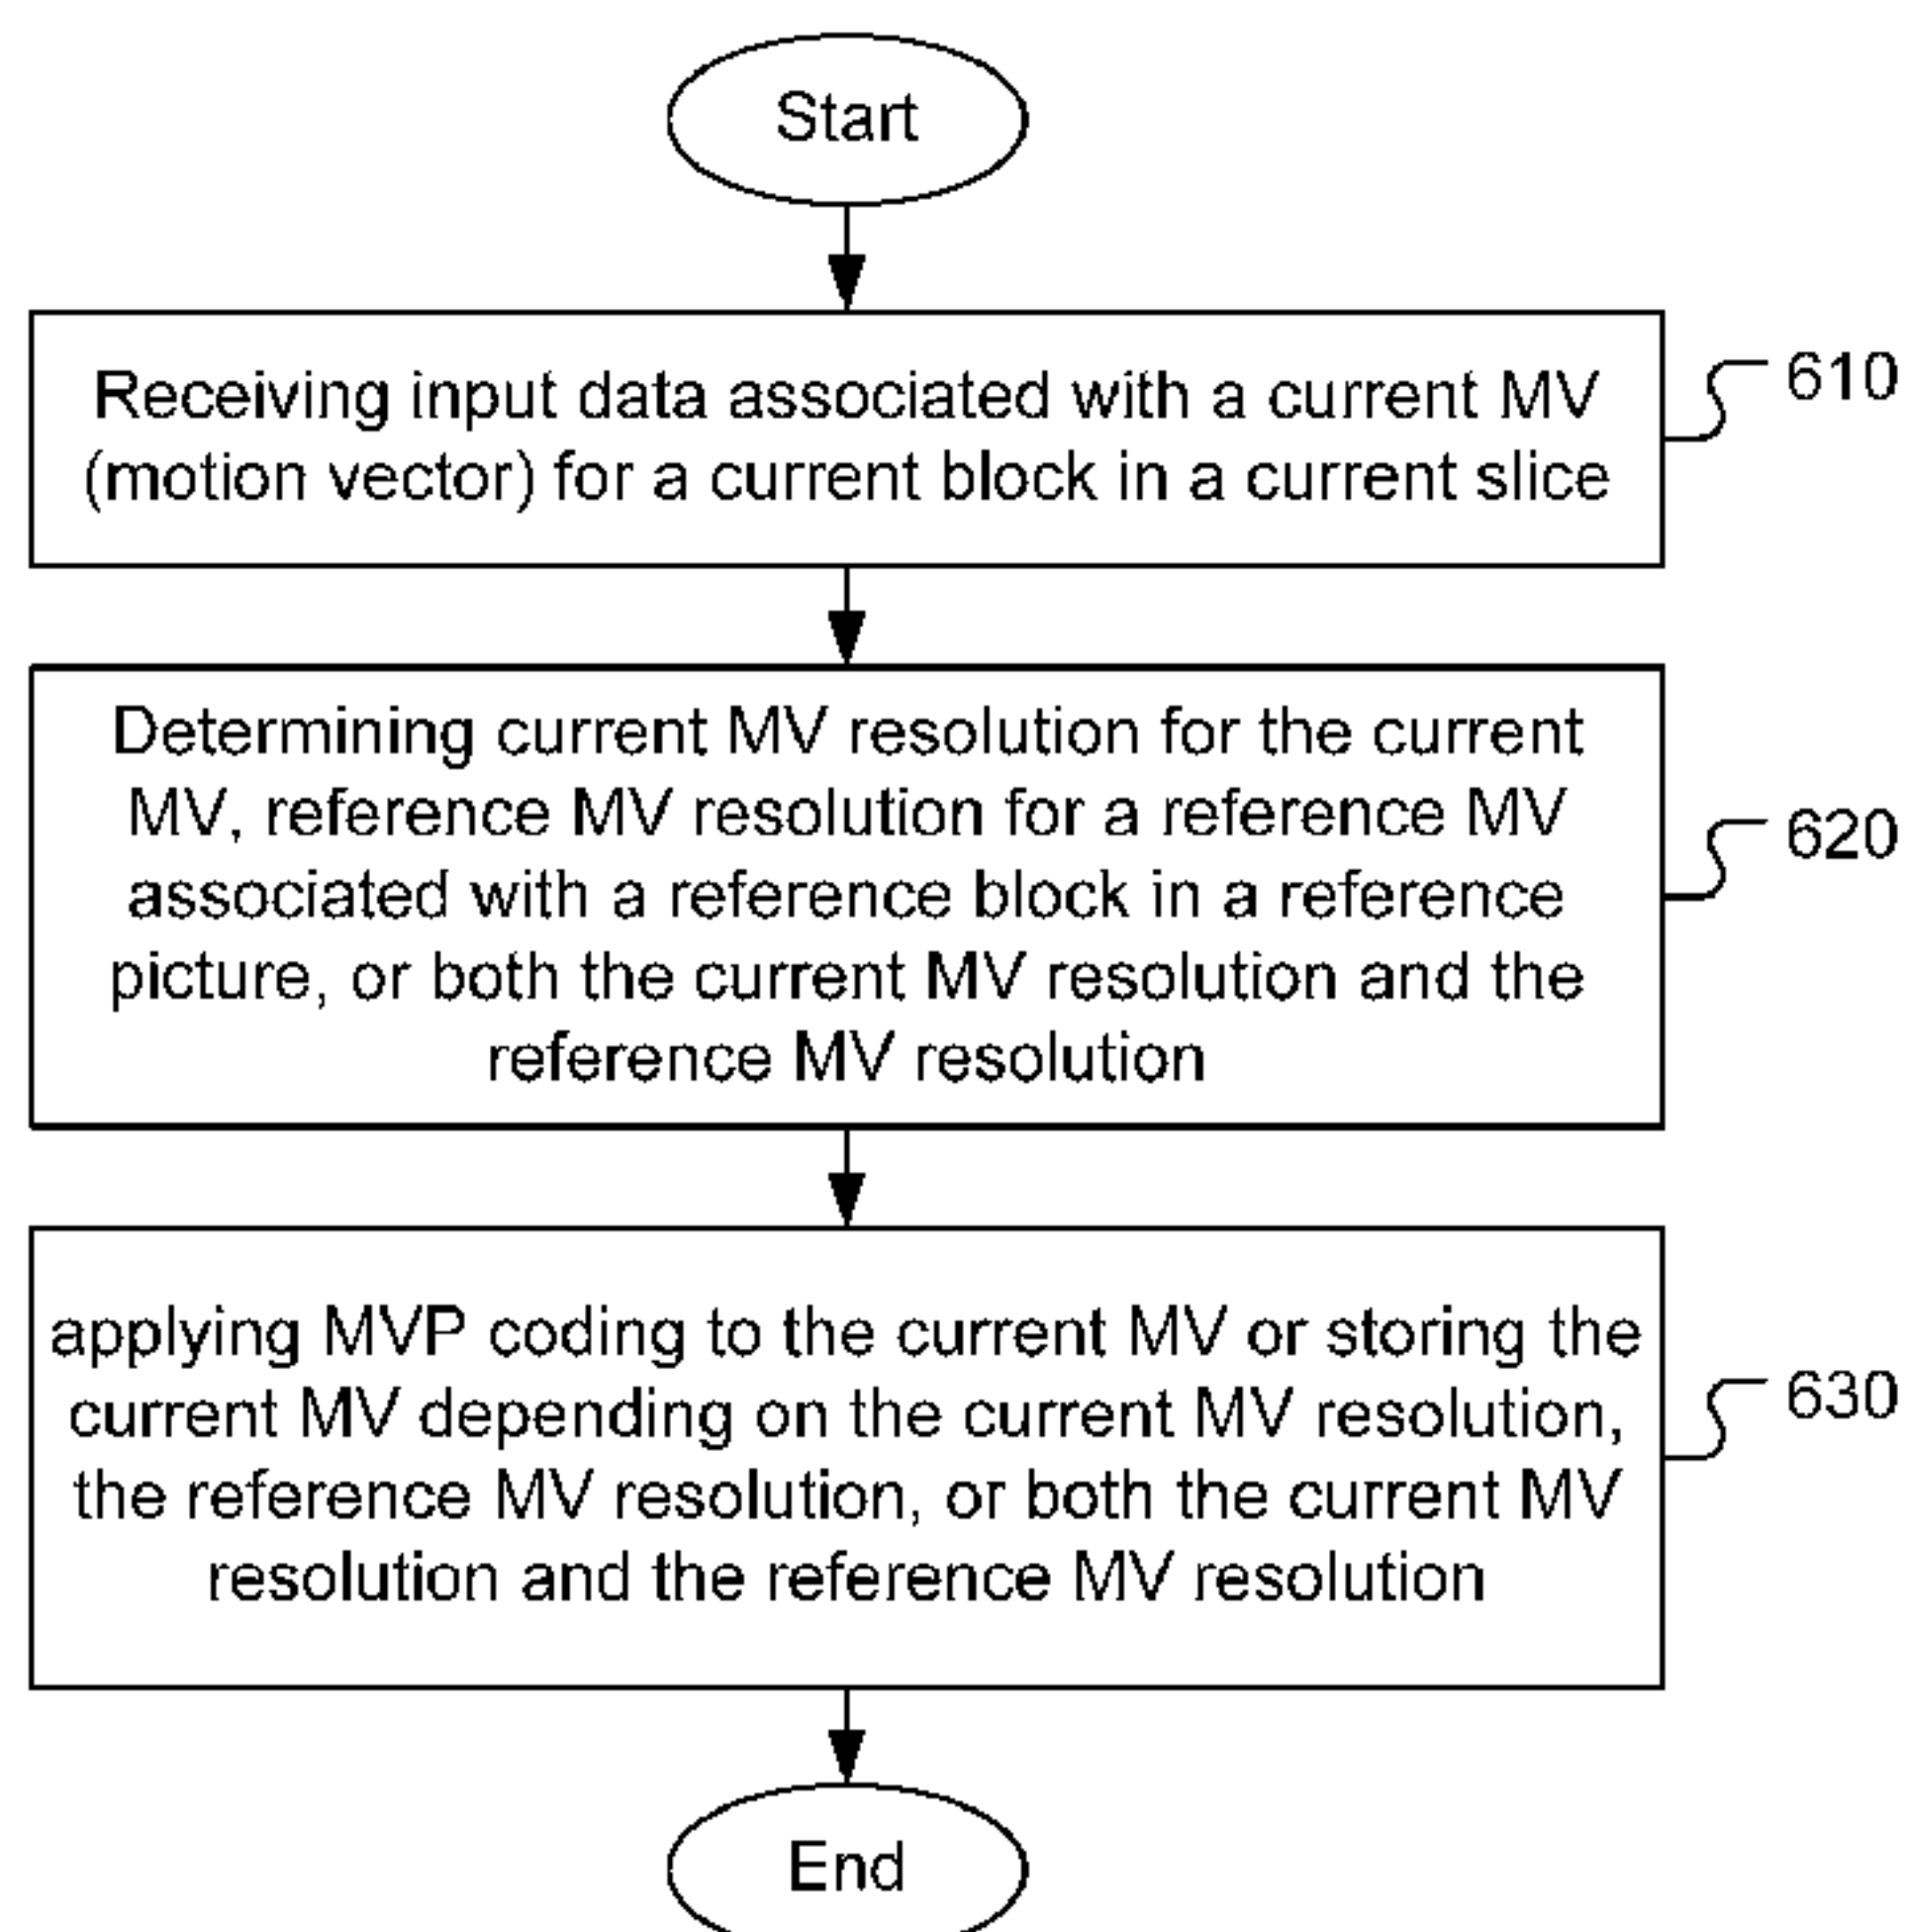 Start
Receiving input data associated with a current MV
(motion vector) for a current block in a current slice
610
Determining current MV resolution for the current
MV, reference MV resolution for a reference MV
associated with a reference block in a reference
picture, or both the current MV resolution and the
reference MV resolution
620
applying MVP coding to the current MV or storing the
current MV depending on the current MV resolution,
the reference MV resolution, or both the current MV
resolution and the reference MV resolution
630
End